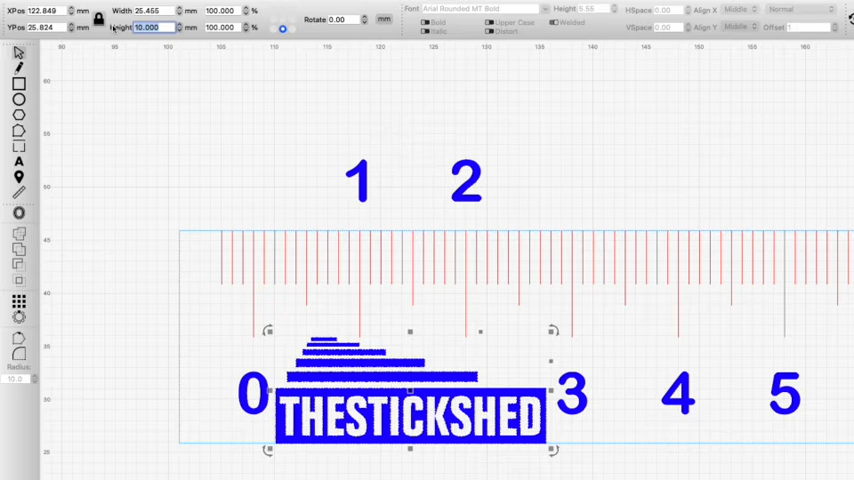 XPos 122.849 mm Width 25.455 mm 100.000 % Rotate 0.00 mm Font Arial Rounded MT Bold Height 5.55 HSpace 0.00 Align X Middle Normal
YPos 25.824 mm Height 10.000 mm 100.000 % Bold Upper Case Welded VSpace 0.00 Align Y Middle Offset 1
Italic Distort
90 95 100 105 110 115 120 125 130 135 140 145 150 155 160
60
55
50
45
40
35
30
25
A
Radius:
10.0
1 2
0 3 4 5
THESTICKSHED